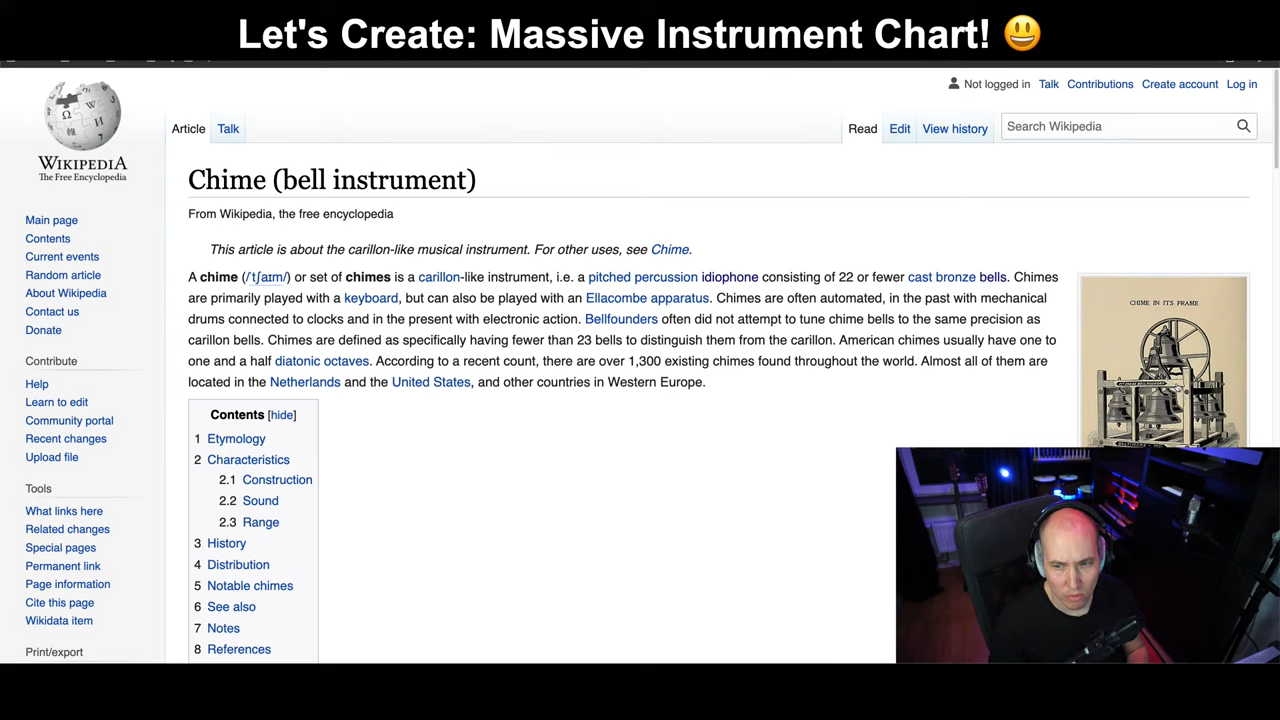 Let's Create: Massive Instrument Chart! 😃
Not logged in Talk Contributions Create account Log in
Article Talk
Read Edit View history Search Wikipedia
WIKIPEDIA
The Free Encyclopedia
Main page
Contents
Current events
Random article
About Wikipedia
Contact us
Donate
Contribute
Help
Learn to edit
Community portal
Recent changes
Upload file
Tools
What links here
Related changes
Special pages
Permanent link
Page information
Cite this page
Wikidata item
Print/export
Chime (bell instrument)
From Wikipedia, the free encyclopedia
This article is about the carillon-like musical instrument. For other uses, see Chime.
A chime (/ˈtʃaɪm/) or set of chimes is a carillon-like instrument, i.e. a pitched percussion idiophone consisting of 22 or fewer cast bronze bells. Chimes
are primarily played with a keyboard, but can also be played with an Ellacombe apparatus. Chimes are often automated, in the past with mechanical
drums connected to clocks and in the present with electronic action. Bellfounders often did not attempt to tune chime bells to the same precision as
carillon bells. Chimes are defined as specifically having fewer than 23 bells to distinguish them from the carillon. American chimes usually have one to
one and a half diatonic octaves. According to a recent count, there are over 1,300 existing chimes found throughout the world. Almost all of them are
located in the Netherlands and the United States, and other countries in Western Europe.
CHIME IN ITS FRAME
Contents [hide]
1 Etymology
2 Characteristics
2.1 Construction
2.2 Sound
2.3 Range
3 History
4 Distribution
5 Notable chimes
6 See also
7 Notes
8 References